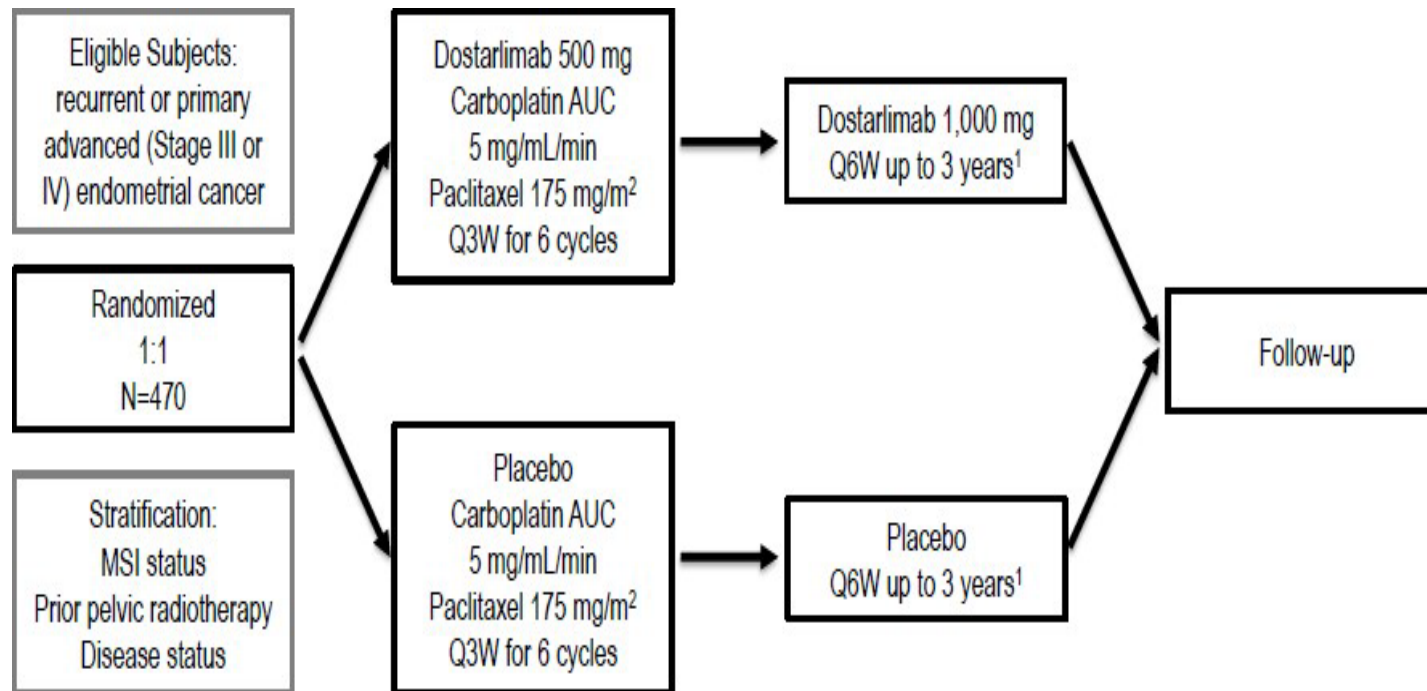 Eligible Subjects:
recurrent or primary
advanced (Stage III or
IV) endometrial cancer
Randomized
1:1
N=470
Stratification:
MSI status
Prior pelvic radiotherapy
Disease status
Dostarlimab 500 mg
Carboplatin AUC
5 mg/mL/min
Paclitaxel 175 mg/m²
Q3W for 6 cycles
Placebo
Carboplatin AUC
5 mg/mL/min
Paclitaxel 175 mg/m²
Q3W for 6 cycles
Dostarlimab 1,000 mg
Q6W up to 3 years¹
Placebo
Q6W up to 3 years¹
Follow-up